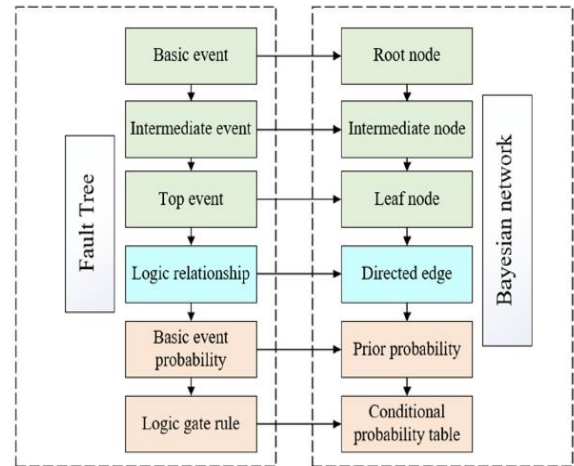 Fault Tree
Basic event
Intermediate event
Top event
Logic relationship
Basic event
probability
Logic gate rule
Root node
Intermediate node
Leaf node
Directed edge
Prior probability
Conditional
probability table
Bayesian network